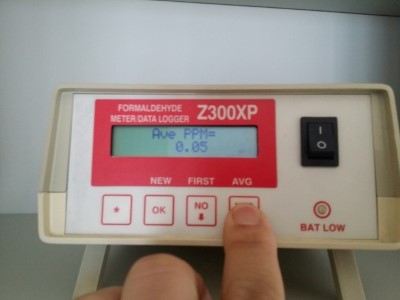 FORMALDEHYDE
METER/DATA LOGGER Z300XP
Ave PPM=
0.05
NEW FIRST AVG
* OK NO
BAT LOW
I
O